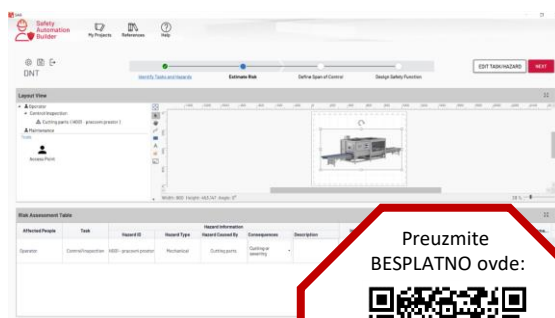 Safety
Automation
Builder
My Projects
References
Help
DNT
Identify Tasks and Hazards
Estimate Risk
Define Span of Control
Design Safety Function
EDIT TASK/HAZARD
NEXT
Layout View
Operator
Control/Inspection
Maintenance
Access Point
Risk Assessment Table
Hazard Information
Affected People
Task
Hazard ID
Hazard Type
Hazard Caused By
Consequences
Description
Operator
Control/Inspection
Mechanical
Cutting parts
Cutting or
severing
Preuzmite
BESPLATNO ovde: